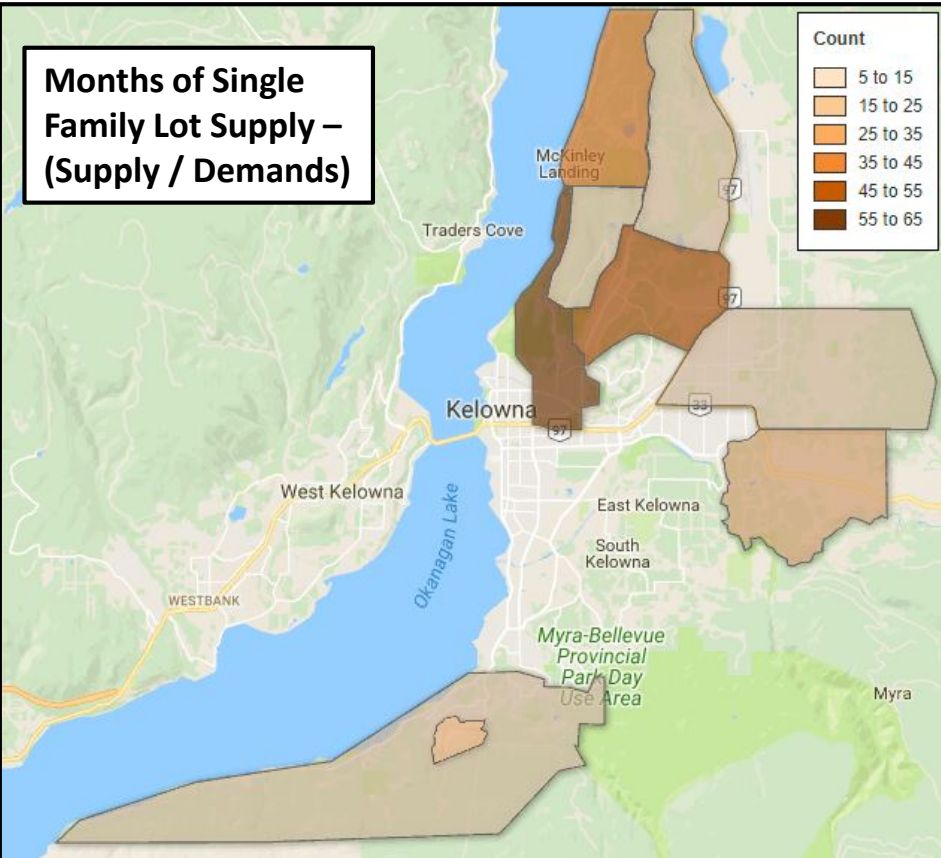 Months of Single
Family Lot Supply –
(Supply / Demands)
Count
5 to 15
15 to 25
25 to 35
35 to 45
45 to 55
55 to 65
McKinley
Landing
97
Traders Cove
97
Kelowna
33
97
West Kelowna
East Kelowna
Okanagan Lake
South
Kelowna
WESTBANK
Myra-Bellevue
Provincial
Park Day
Use Area
Myra